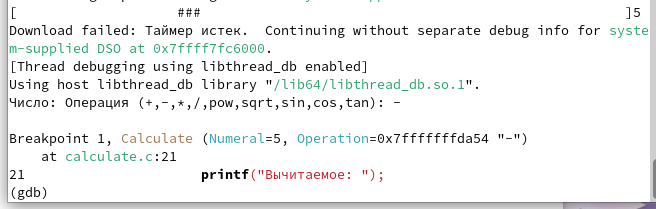 [                    ###                                                    ]5
Download failed: Таймер истек.  Continuing without separate debug info for syste
m-supplied DSO at 0x7ffff7fc6000.
[Thread debugging using libthread_db enabled]
Using host libthread_db library "/lib64/libthread_db.so.1".
Число: Операция (+,-,*,/,pow,sqrt,sin,cos,tan): -
Breakpoint 1, Calculate (Numeral=5, Operation=0x7fffffffda54 "-")
    at calculate.c:21
21                      printf("Вычитаемое: ");
(gdb)